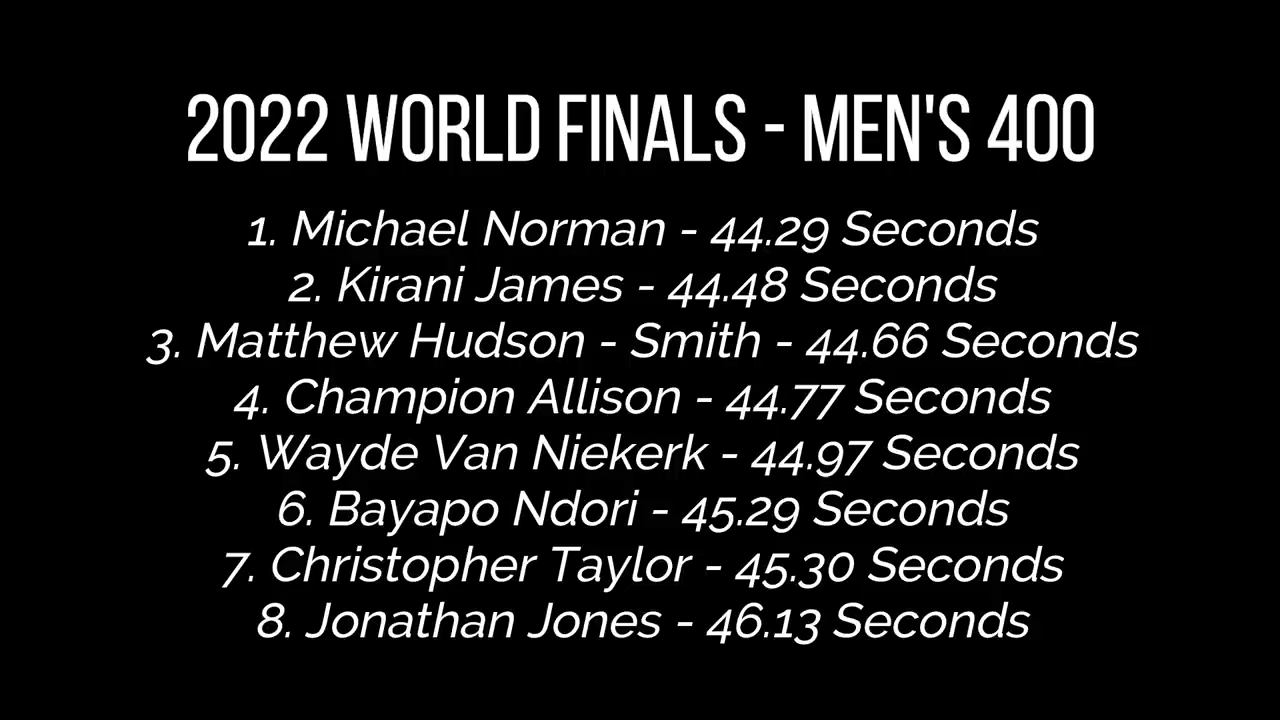 2022 WORLD FINALS - MEN'S 400
1. Michael Norman - 44.29 Seconds
2. Kirani James - 44.48 Seconds
3. Matthew Hudson - Smith - 44.66 Seconds
4. Champion Allison - 44.77 Seconds
5. Wayde Van Niekerk - 44.97 Seconds
6. Bayapo Ndori - 45.29 Seconds
7. Christopher Taylor - 45.30 Seconds
8. Jonathan Jones - 46.13 Seconds